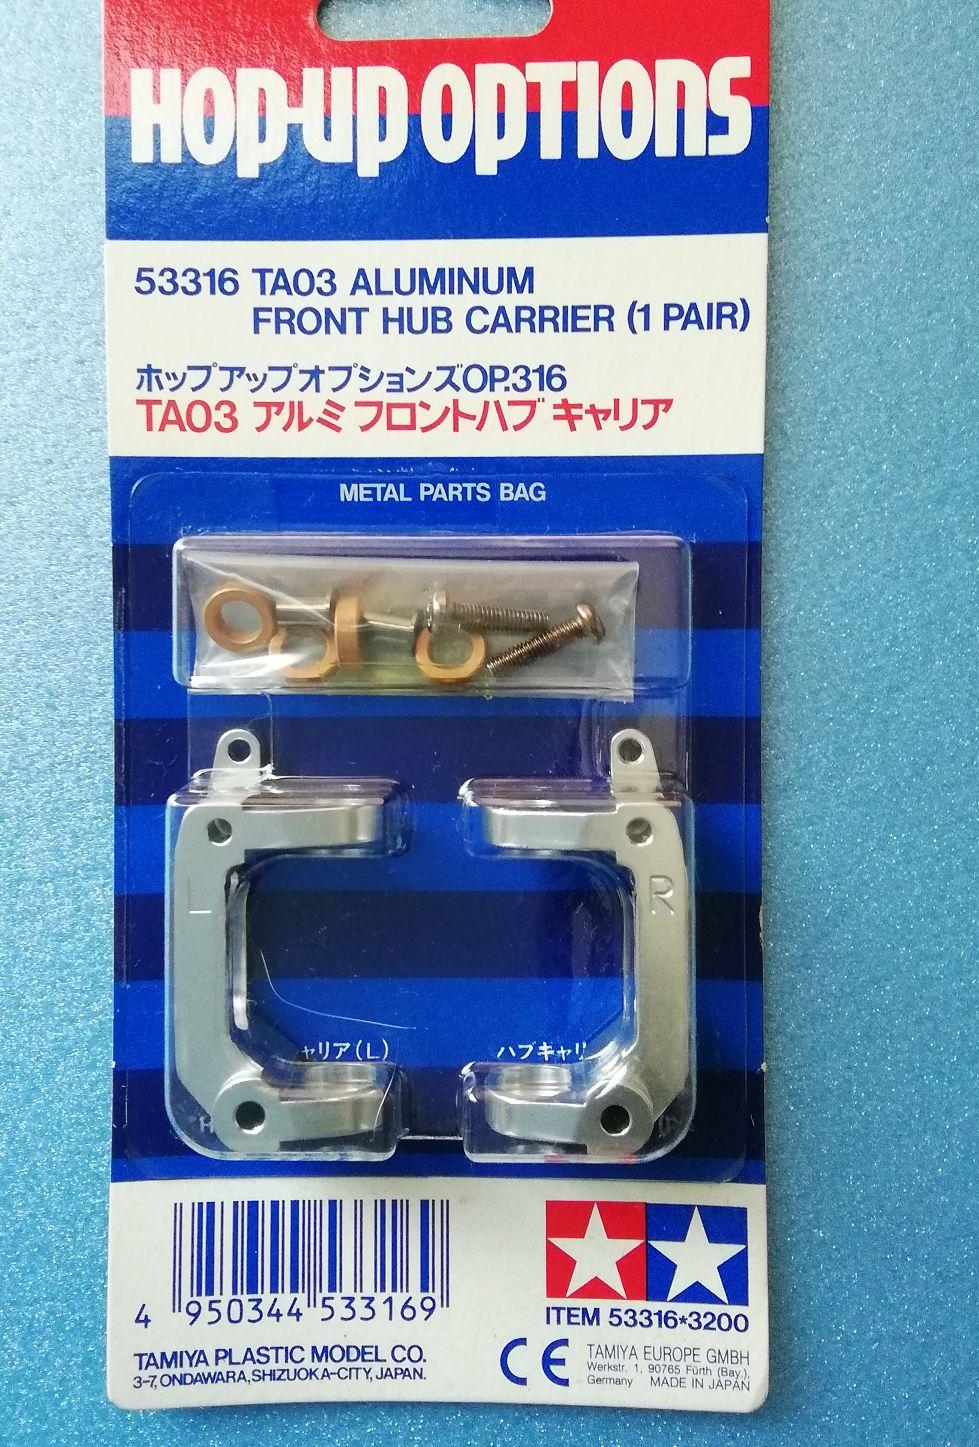 HOP-UP OPTIONS
53316 TA03 ALUMINUM
FRONT HUB CARRIER (1 PAIR)
ホップアップオプションズOP.316
TA03 アルミフロントハブキャリア
METAL PARTS BAG
L
R
ャリア(L)
ハブキャリ
4 950344 533169
ITEM 53316*3200
TAMIYA PLASTIC MODEL CO.
3-7, ONDAWARA, SHIZUOKA-CITY, JAPAN.
CE
TAMIYA EUROPE GMBH
Werkstr. 1, 90765 Fürth (Bay.),
Germany MADE IN JAPAN